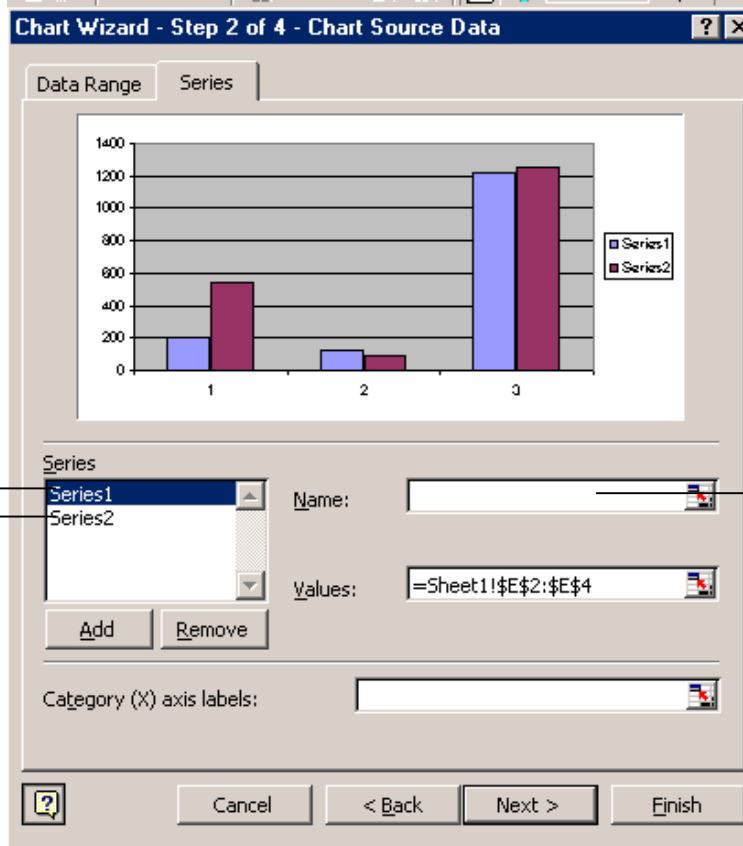 Chart Wizard - Step 2 of 4 - Chart Source Data
Data Range Series
1400
1200
1000
800
600
400
200
0
1 2 3
Series1
Series2
Series
Series1
Series2
Name:
Values: =Sheet1!$E$2:$E$4
Add Remove
Category (X) axis labels:
Cancel < Back Next > Finish